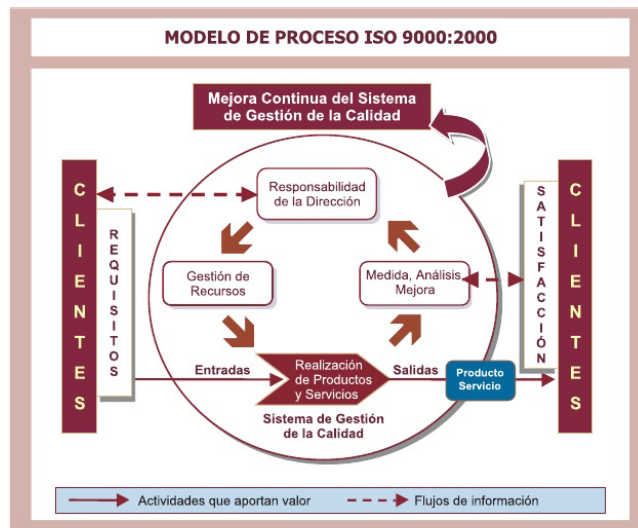 MODELO DE PROCESO ISO 9000:2000
Mejora Continua del Sistema
de Gestión de la Calidad
CLIENTES
REQUISITOS
Responsabilidad
de la Dirección
Gestión de
Recursos
Medida, Análisis
Mejora
SATISFACCIÓN
CLIENTES
Entradas
Realización
de Productos
y Servicios
Salidas
Producto
Servicio
Sistema de Gestión
de la Calidad
Actividades que aportan valor
Flujos de información